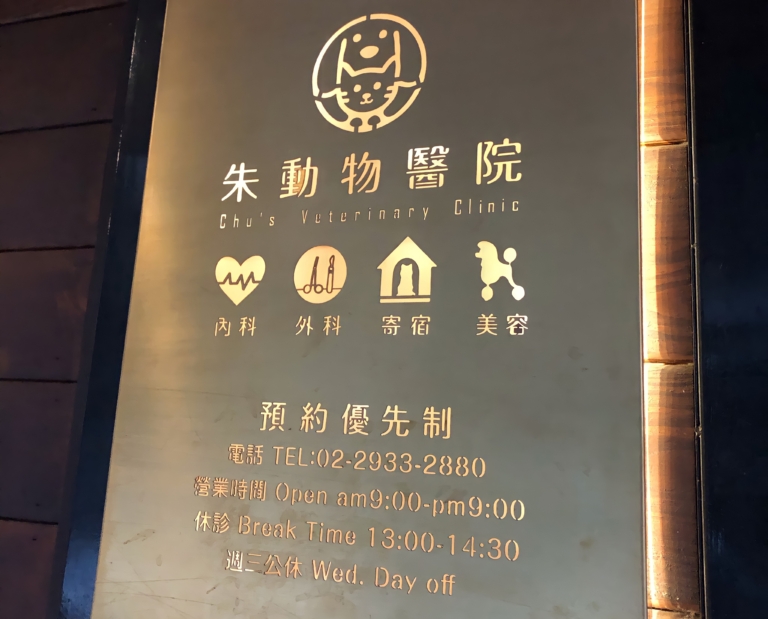 朱動物醫院
Chu's Veterinary Clinic
內科 外科 寄宿 美容
預約優先制
電話 TEL:02-2933-2880
營業時間 Open am9:00-pm9:00
休診 Break Time 13:00-14:30
週三公休 Wed. Day off